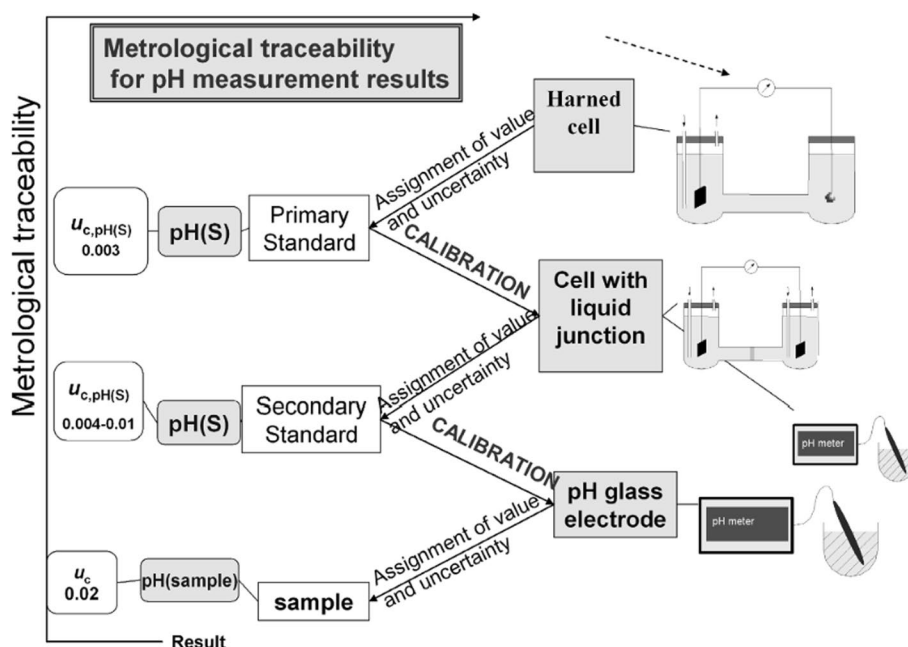 Metrological traceability
for pH measurement results
Metrological traceability
Harned
cell
Assignment of value
and uncertainty
u c,pH(S)
0.003
pH(S)
Primary
Standard
CALIBRATION
Cell with
liquid
junction
Assignment of value
and uncertainty
u c,pH(S)
0.004-0.01
pH(S)
Secondary
Standard
CALIBRATION
pH meter
pH glass
electrode
pH meter
Assignment of value
and uncertainty
u c
0.02
pH(sample)
sample
Result